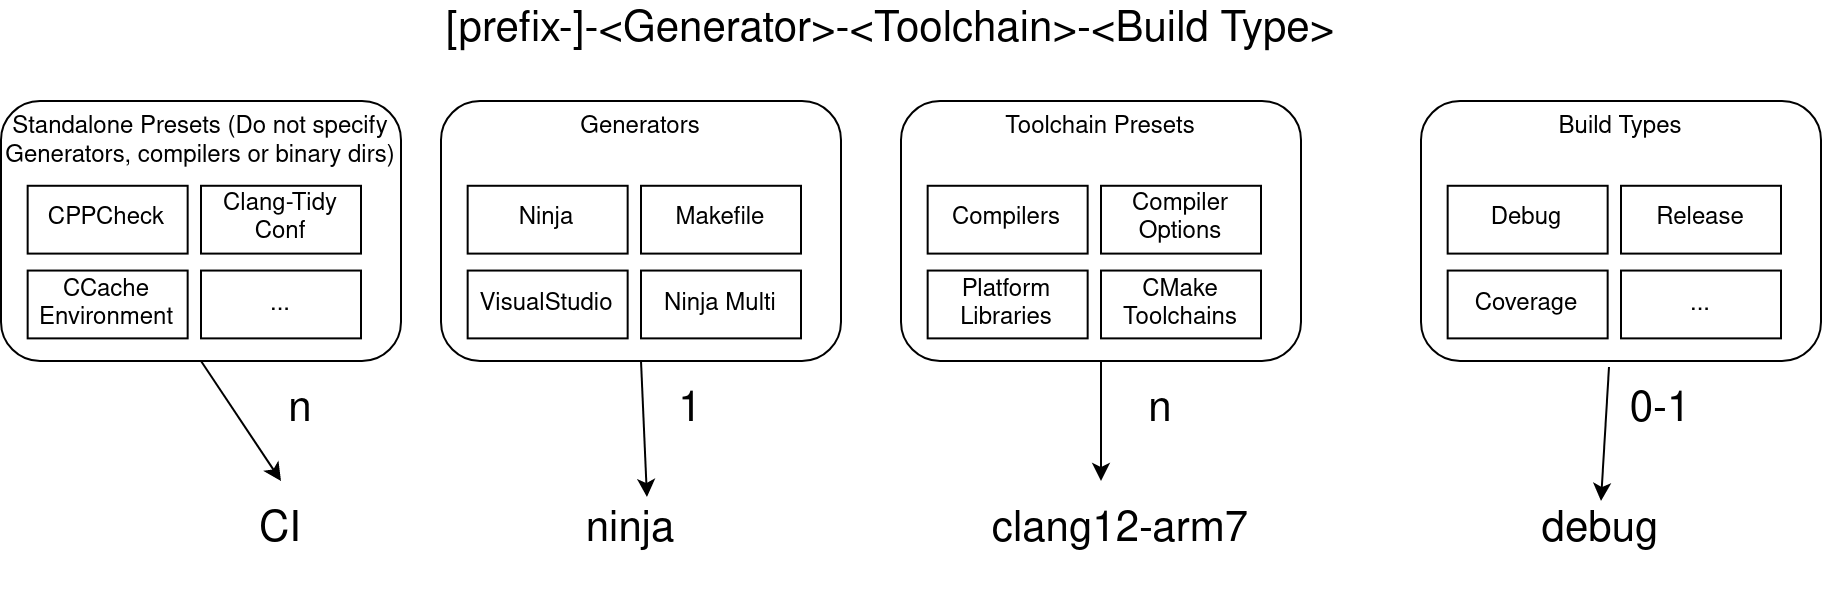 [prefix-]-<Generator>-<Toolchain>-<Build Type>
Standalone Presets (Do not specify
Generators, compilers or binary dirs)
CPPCheck
Clang-Tidy
Conf
CCache
Environment
...
Generators
Ninja
Makefile
VisualStudio
Ninja Multi
Toolchain Presets
Compilers
Compiler
Options
Platform
Libraries
CMake
Toolchains
Build Types
Debug
Release
Coverage
...
n
1
n
0-1
CI
ninja
clang12-arm7
debug